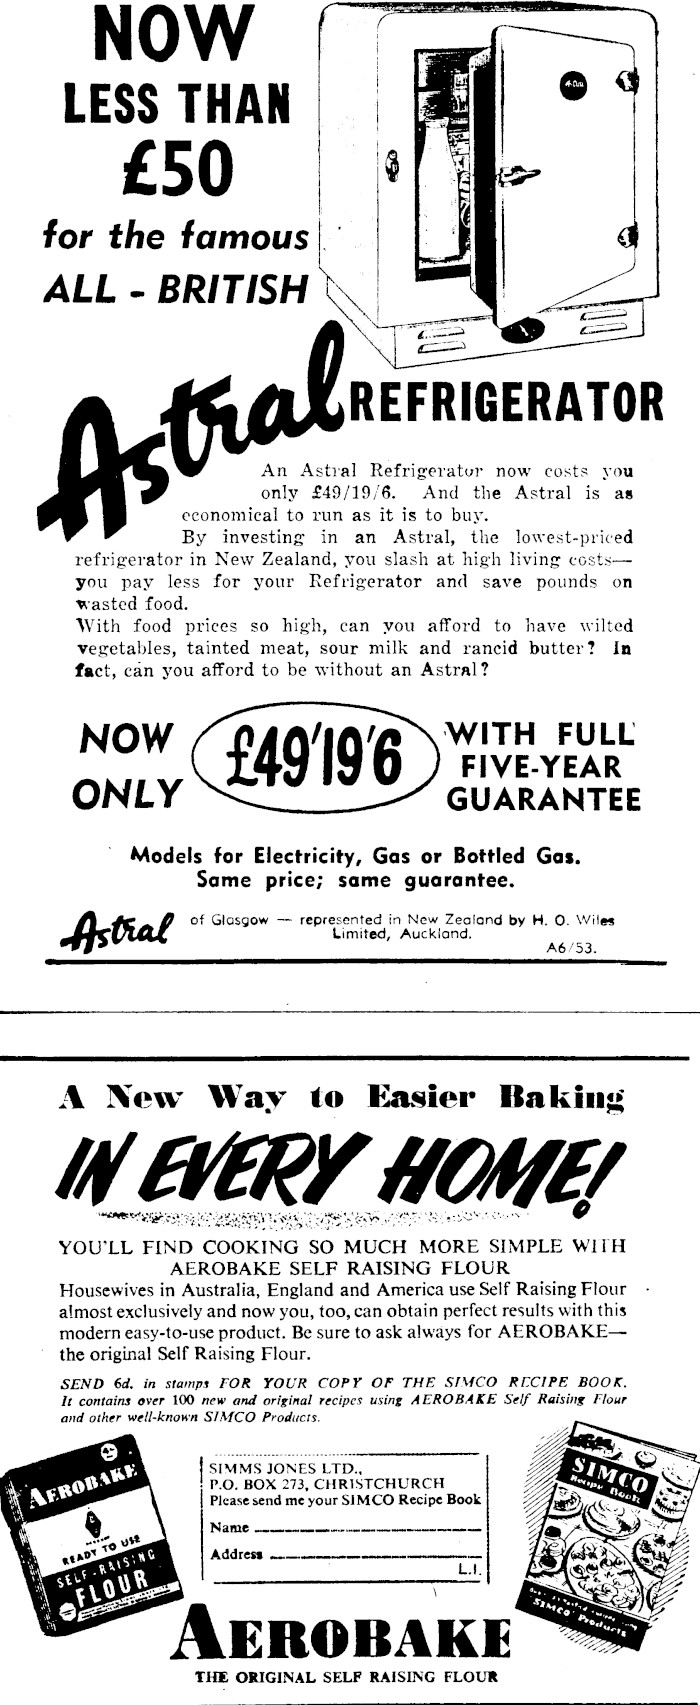 NOW
LESS THAN
£50
for the famous
ALL - BRITISH
Astral REFRIGERATOR
An Astral Refrigerator now costs you
only £49/19/6. And the Astral is as
economical to run as it is to buy.
By investing in an Astral, the lowest-priced
refrigerator in New Zealand, you slash at high living costs—
you pay less for your Refrigerator and save pounds on
wasted food.
With food prices so high, can you afford to have wilted
vegetables, tainted meat, sour milk and rancid butter? In
fact, can you afford to be without an Astral?
NOW
ONLY
£49'19'6
WITH FULL
FIVE-YEAR
GUARANTEE
Models for Electricity, Gas or Bottled Gas.
Same price; same guarantee.
Astral of Glasgow — represented in New Zealand by H. O. Wiles
Limited, Auckland.
A6/53.
A New Way to Easier Baking
IN EVERY HOME!
YOU'LL FIND COOKING SO MUCH MORE SIMPLE WITH
AEROBAKE SELF RAISING FLOUR
Housewives in Australia, England and America use Self Raising Flour
almost exclusively and now you, too, can obtain perfect results with this
modern easy-to-use product. Be sure to ask always for AEROBAKE—
the original Self Raising Flour.
SEND 6d. in stamps FOR YOUR COPY OF THE SIMCO RECIPE BOOK.
It contains over 100 new and original recipes using AEROBAKE Self Raising Flour
and other well-known SIMCO Products.
AEROBAKE
READY TO USE
SELF-RAISING
FLOUR
SIMMS JONES LTD.,
P.O. BOX 273, CHRISTCHURCH
Please send me your SIMCO Recipe Book
Name
Address
L.I.
SIMCO
Recipe Book
SIMCO Products
AEROBAKE
THE ORIGINAL SELF RAISING FLOUR